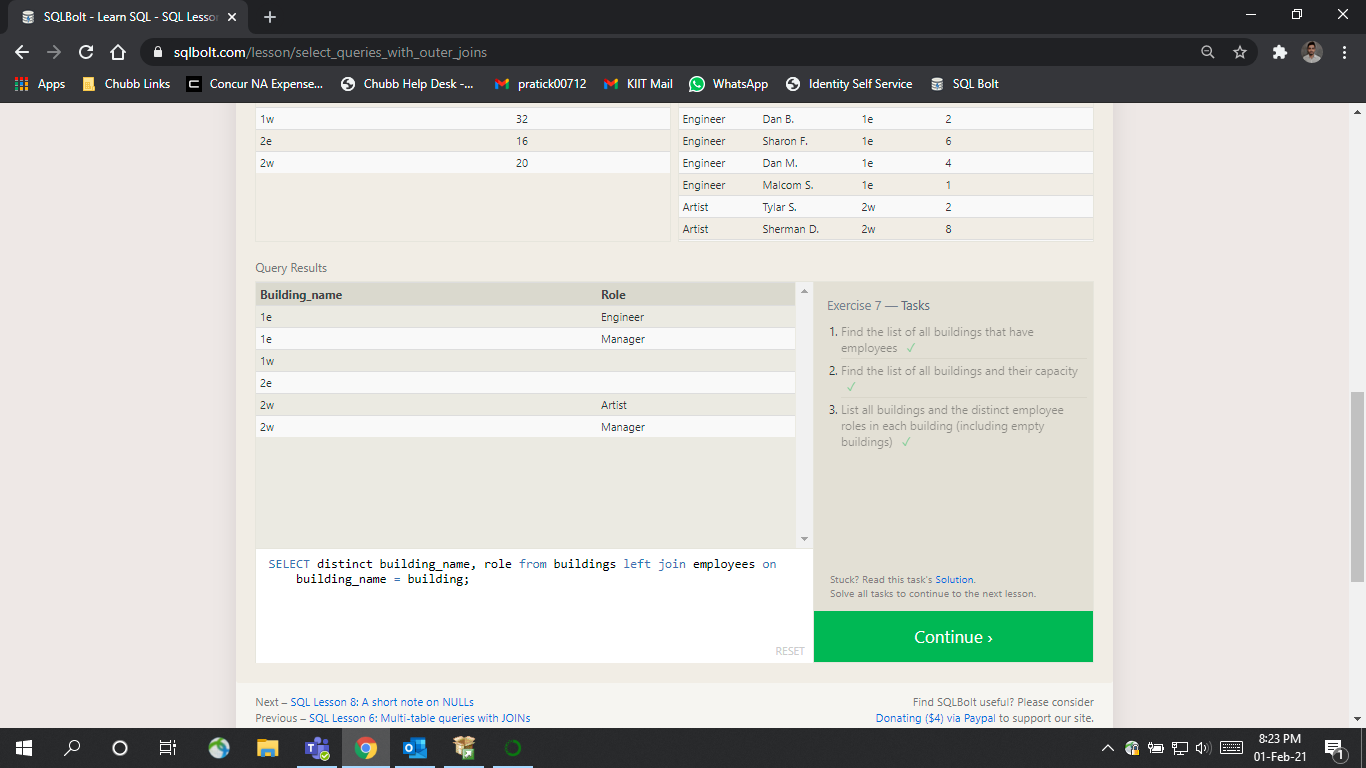 SQLBolt - Learn SQL - SQL Lesson
sqlbolt.com/lesson/select_queries_with_outer_joins
Apps Chubb Links Concur NA Expense... Chubb Help Desk -... pratick00712 KIIT Mail WhatsApp Identity Self Service SQL Bolt
1w 32
2e 16
2w 20
Engineer Dan B. 1e 2
Engineer Sharon F. 1e 6
Engineer Dan M. 1e 4
Engineer Malcom S. 1e 1
Artist Tylar S. 2w 2
Artist Sherman D. 2w 8
Query Results
Building_name Role
1e Engineer
1e Manager
1w
2e
2w Artist
2w Manager
SELECT distinct building_name, role from buildings left join employees on
building_name = building;
RESET
Exercise 7 — Tasks
1. Find the list of all buildings that have
employees ✓
2. Find the list of all buildings and their capacity
✓
3. List all buildings and the distinct employee
roles in each building (including empty
buildings) ✓
Stuck? Read this task's Solution.
Solve all tasks to continue to the next lesson.
Continue ›
Next – SQL Lesson 8: A short note on NULLs
Previous – SQL Lesson 6: Multi-table queries with JOINs
Find SQLBolt useful? Please consider
Donating ($4) via Paypal to support our site.
8:23 PM
01-Feb-21
1